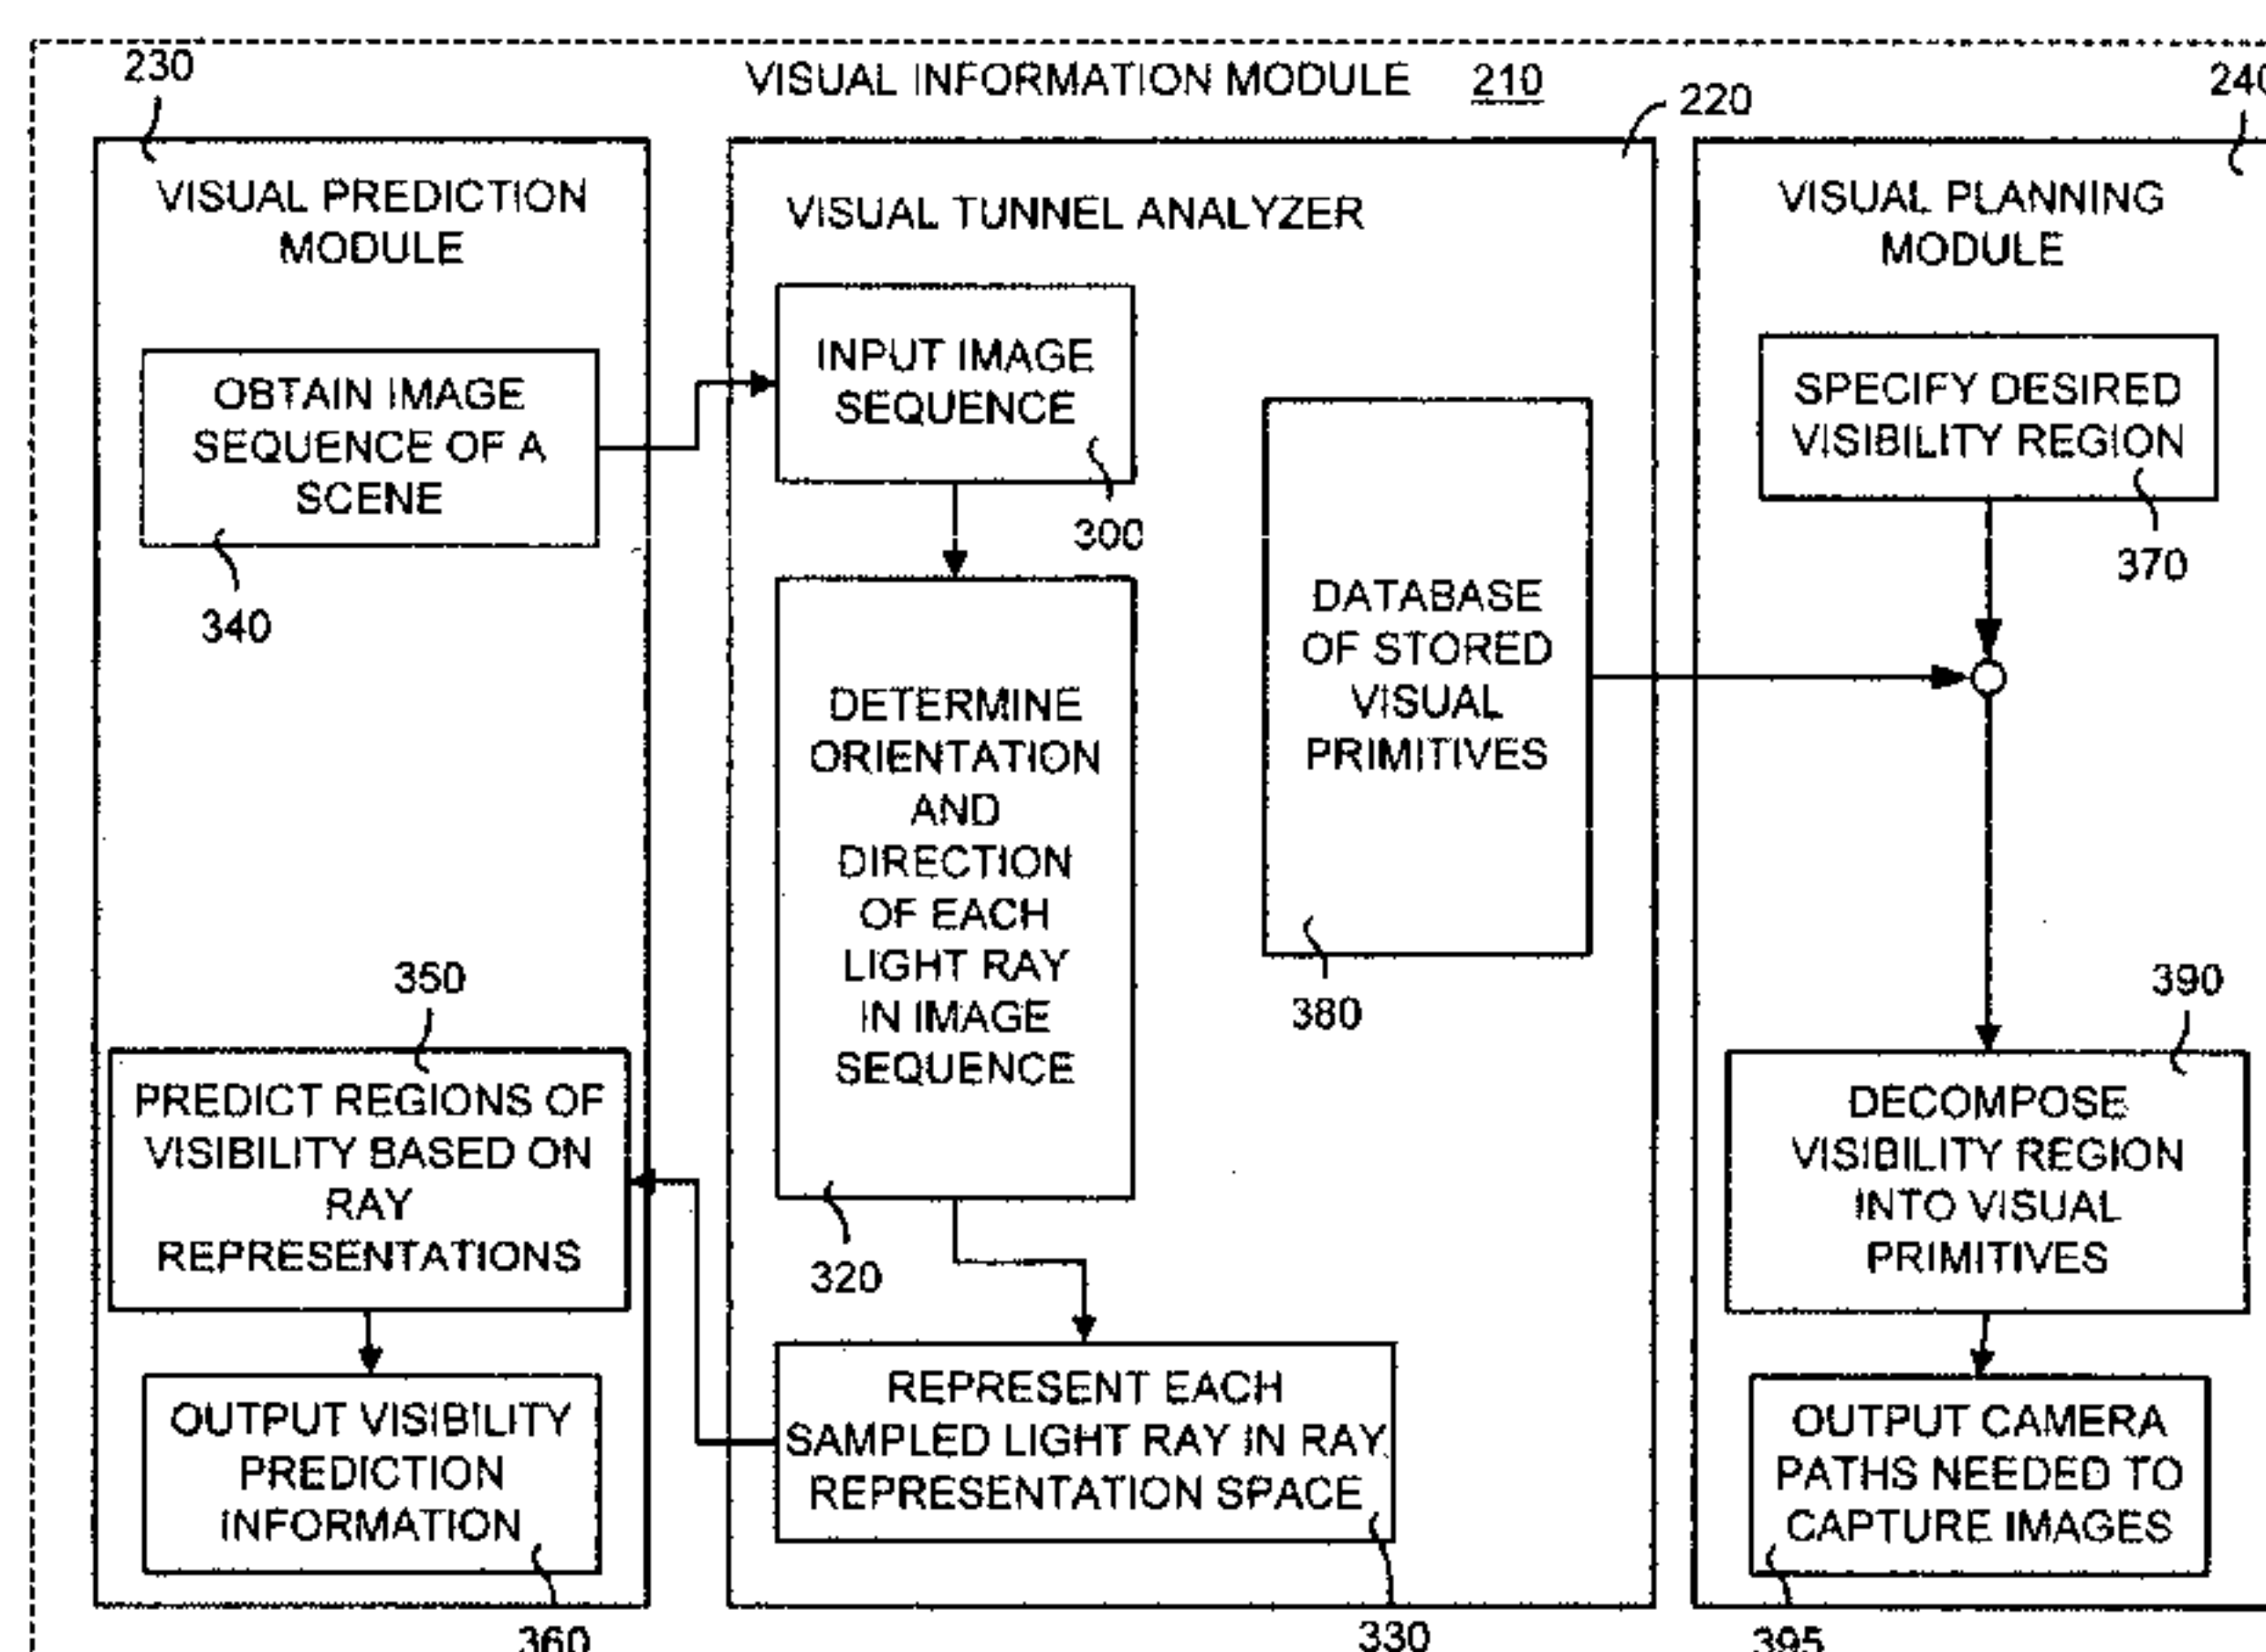 VISUAL INFORMATION MODULE 210
230
VISUAL PREDICTION
MODULE
OBTAIN IMAGE
SEQUENCE OF A
SCENE
340
350
PREDICT REGIONS OF
VISIBILITY BASED ON
RAY
REPRESENTATIONS
OUTPUT VISIBILITY
PREDICTION
INFORMATION
360
220
VISUAL TUNNEL ANALYZER
INPUT IMAGE
SEQUENCE
300
DETERMINE
ORIENTATION
AND
DIRECTION
OF EACH
LIGHT RAY
IN IMAGE
SEQUENCE
320
DATABASE
OF STORED
VISUAL
PRIMITIVES
380
REPRESENT EACH
SAMPLED LIGHT RAY IN RAY
REPRESENTATION SPACE
330
240
VISUAL PLANNING
MODULE
SPECIFY DESIRED
VISIBILITY REGION
370
390
DECOMPOSE
VISIBILITY REGION
INTO VISUAL
PRIMITIVES
OUTPUT CAMERA
PATHS NEEDED TO
CAPTURE IMAGES
395